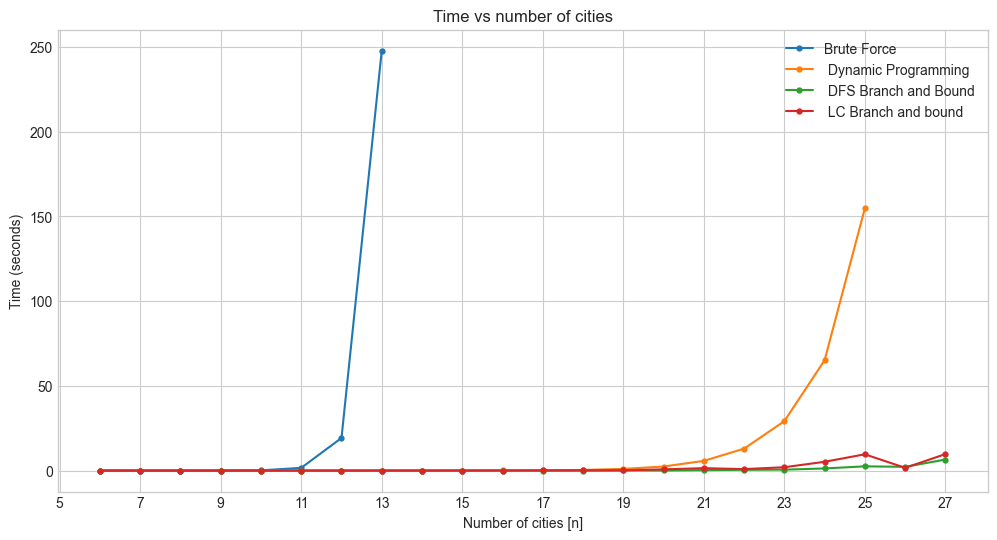 Time vs number of cities
Brute Force
Dynamic Programming
DFS Branch and Bound
LC Branch and bound
Time (seconds)
250
200
150
100
50
0
5 7 9 11 13 15 17 19 21 23 25 27
Number of cities [n]